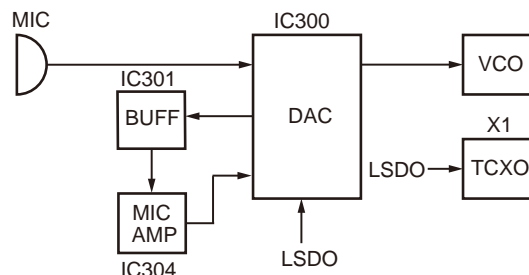 MIC
IC300
IC301
BUFF
DAC
VCO
X1
LSDO
TCXO
MIC
AMP
LSDO
IC304